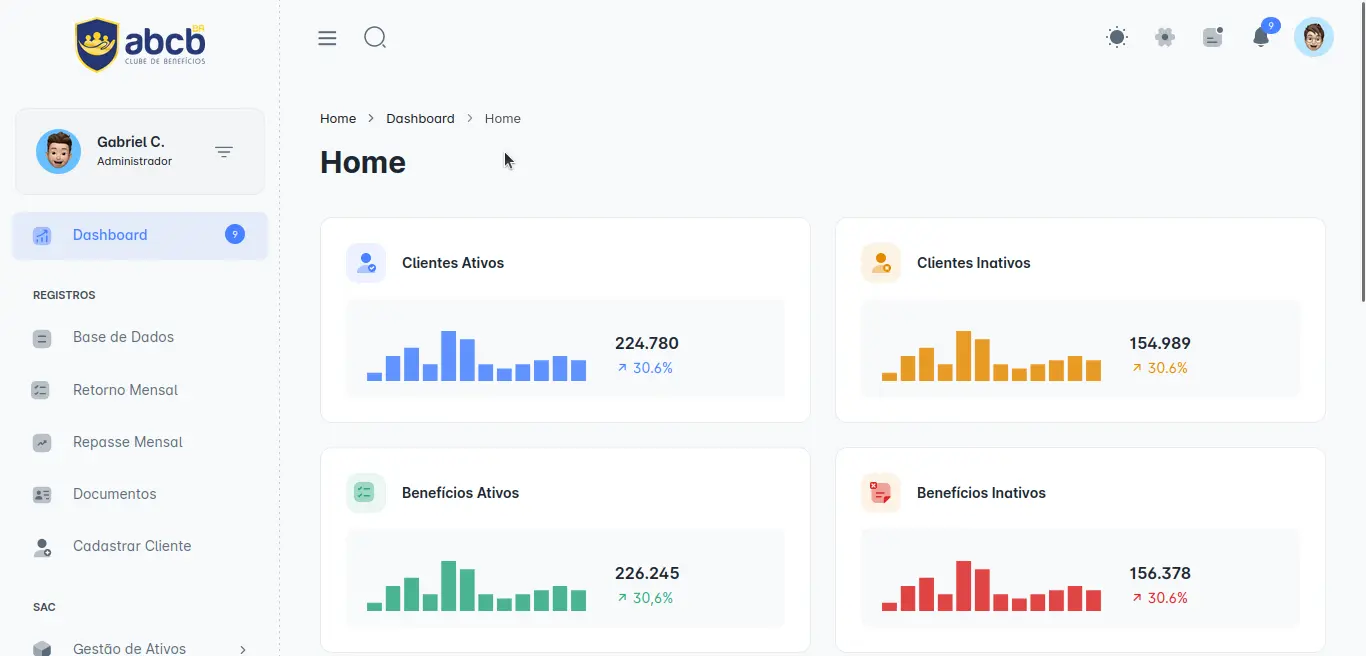 abcb
BR
CLUBE DE BENEFÍCIOS
Gabriel C.
Administrador
Dashboard
9
REGISTROS
Base de Dados
Retorno Mensal
Repasse Mensal
Documentos
Cadastrar Cliente
SAC
Gestão de Ativos
9
Home > Dashboard > Home
Home
Clientes Ativos
224.780
30.6%
Clientes Inativos
154.989
30.6%
Benefícios Ativos
226.245
30,6%
Benefícios Inativos
156.378
30.6%